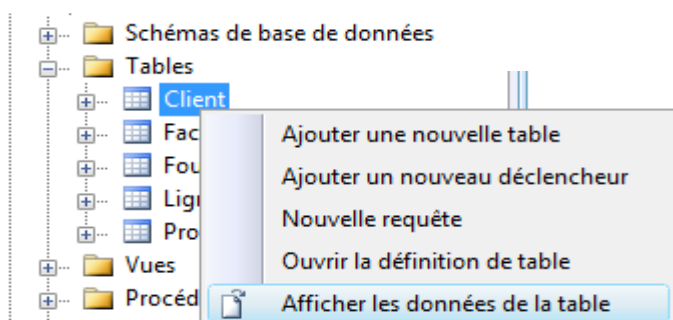 Schémas de base de données
Tables
Client
Fac
Fou
Lign
Pro
Vues
Procéd
Ajouter une nouvelle table
Ajouter un nouveau déclencheur
Nouvelle requête
Ouvrir la définition de table
Afficher les données de la table